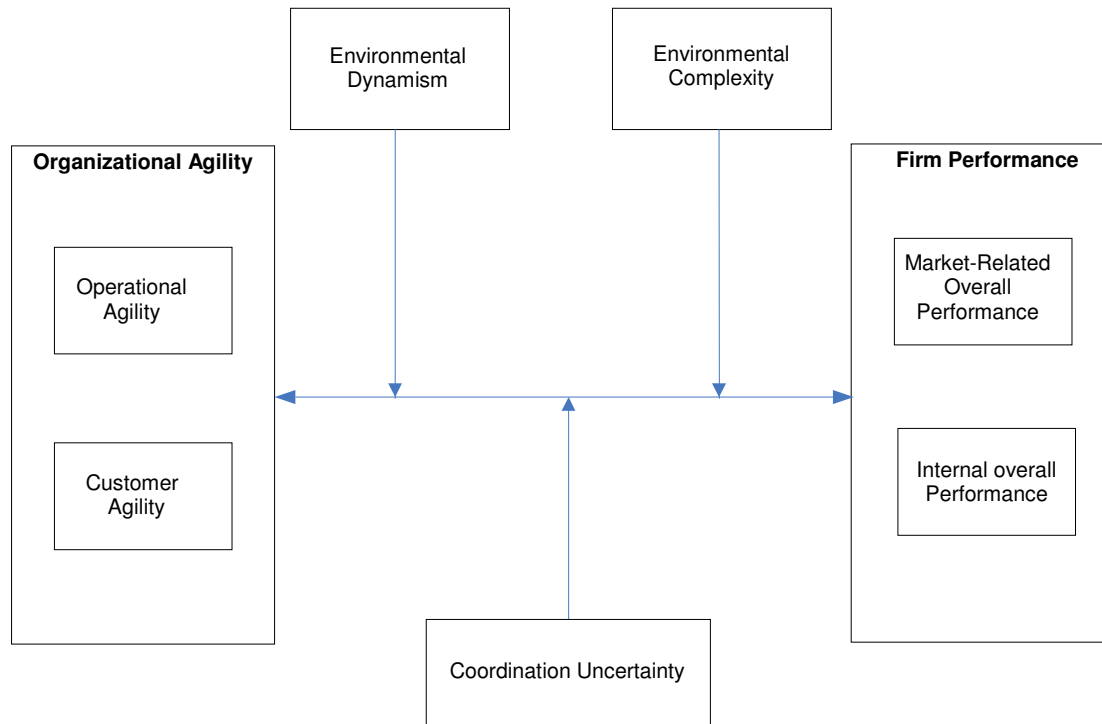 Environmental
Dynamism
Environmental
Complexity
Organizational Agility
Firm Performance
Operational
Agility
Market-Related
Overall
Performance
Customer
Agility
Internal overall
Performance
Coordination Uncertainty